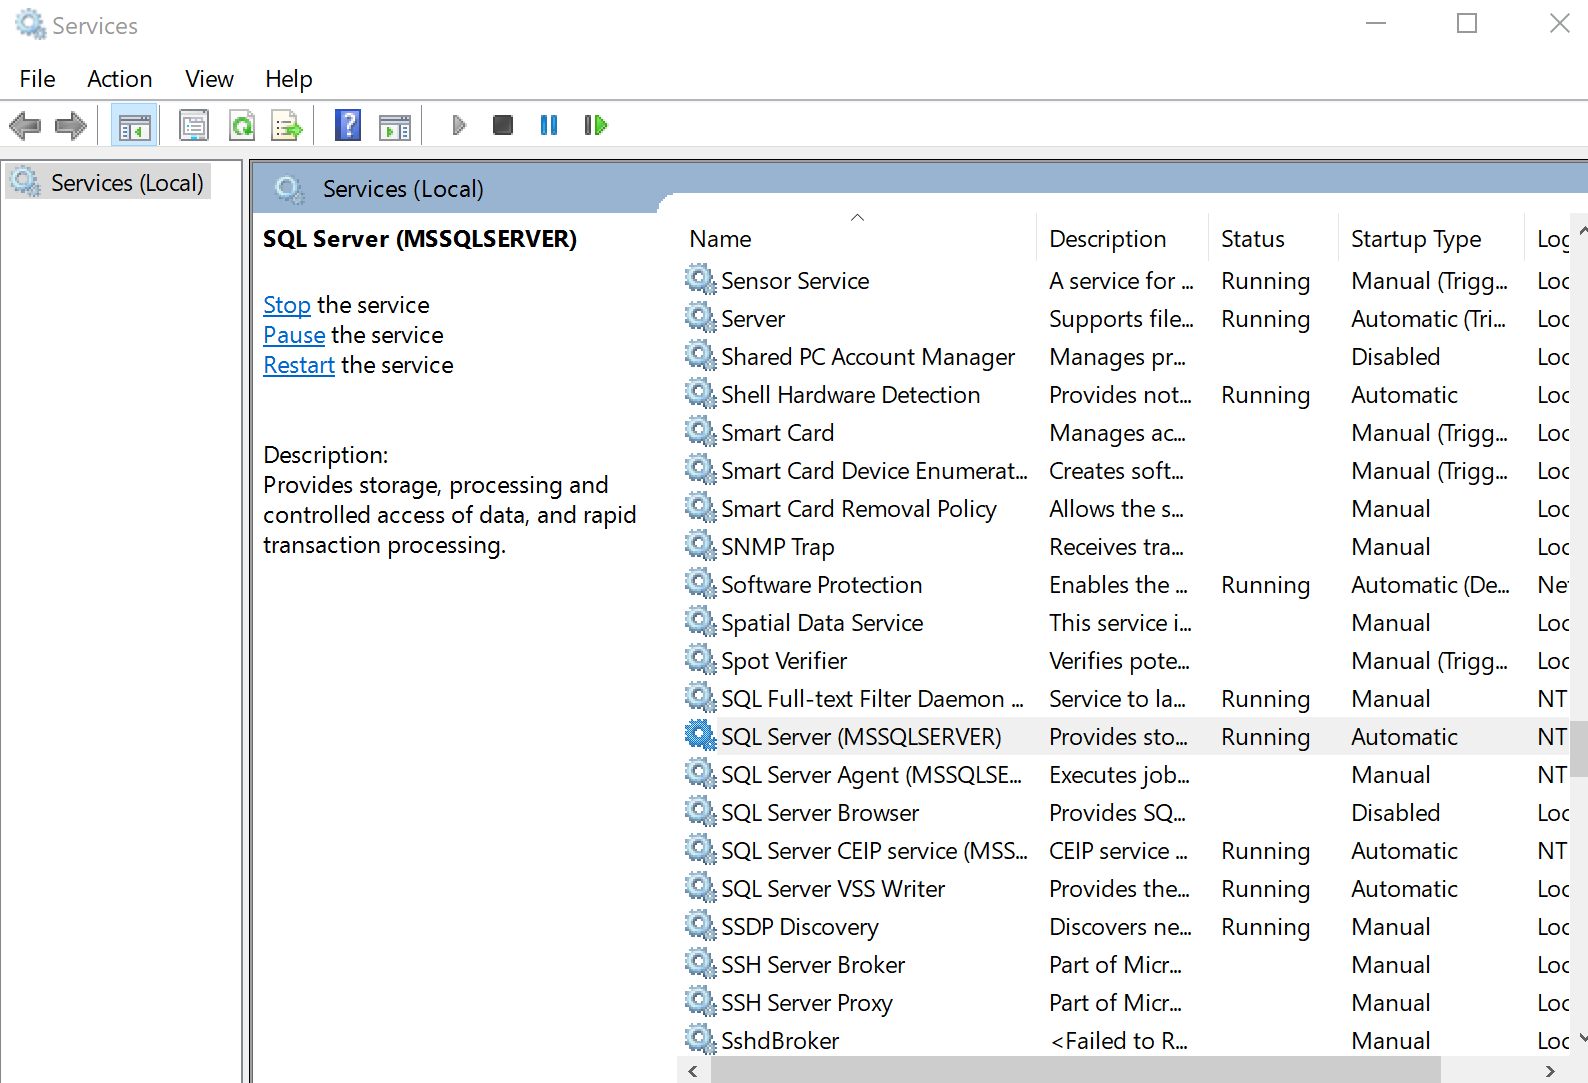 Services
File Action View Help
Services (Local)
Services (Local)
SQL Server (MSSQLSERVER)
Stop the service
Pause the service
Restart the service
Description:
Provides storage, processing and
controlled access of data, and rapid
transaction processing.
Name Description Status Startup Type Log
Sensor Service A service for ... Running Manual (Trigg... Loc
Server Supports file... Running Automatic (Tri... Loc
Shared PC Account Manager Manages pr... Disabled Loc
Shell Hardware Detection Provides not... Running Automatic Loc
Smart Card Manages ac... Manual (Trigg... Loc
Smart Card Device Enumerat... Creates soft... Manual (Trigg... Loc
Smart Card Removal Policy Allows the s... Manual Loc
SNMP Trap Receives tra... Manual Loc
Software Protection Enables the ... Running Automatic (De... Net
Spatial Data Service This service i... Manual Loc
Spot Verifier Verifies pote... Manual (Trigg... Loc
SQL Full-text Filter Daemon ... Service to la... Running Manual NT
SQL Server (MSSQLSERVER) Provides sto... Running Automatic NT
SQL Server Agent (MSSQLSE... Executes job... Manual NT
SQL Server Browser Provides SQ... Disabled Loc
SQL Server CEIP service (MSS... CEIP service ... Running Automatic NT
SQL Server VSS Writer Provides the... Running Automatic Loc
SSDP Discovery Discovers ne... Running Manual Loc
SSH Server Broker Part of Micr... Manual Loc
SSH Server Proxy Part of Micr... Manual Loc
SshdBroker <Failed to R... Manual Loc